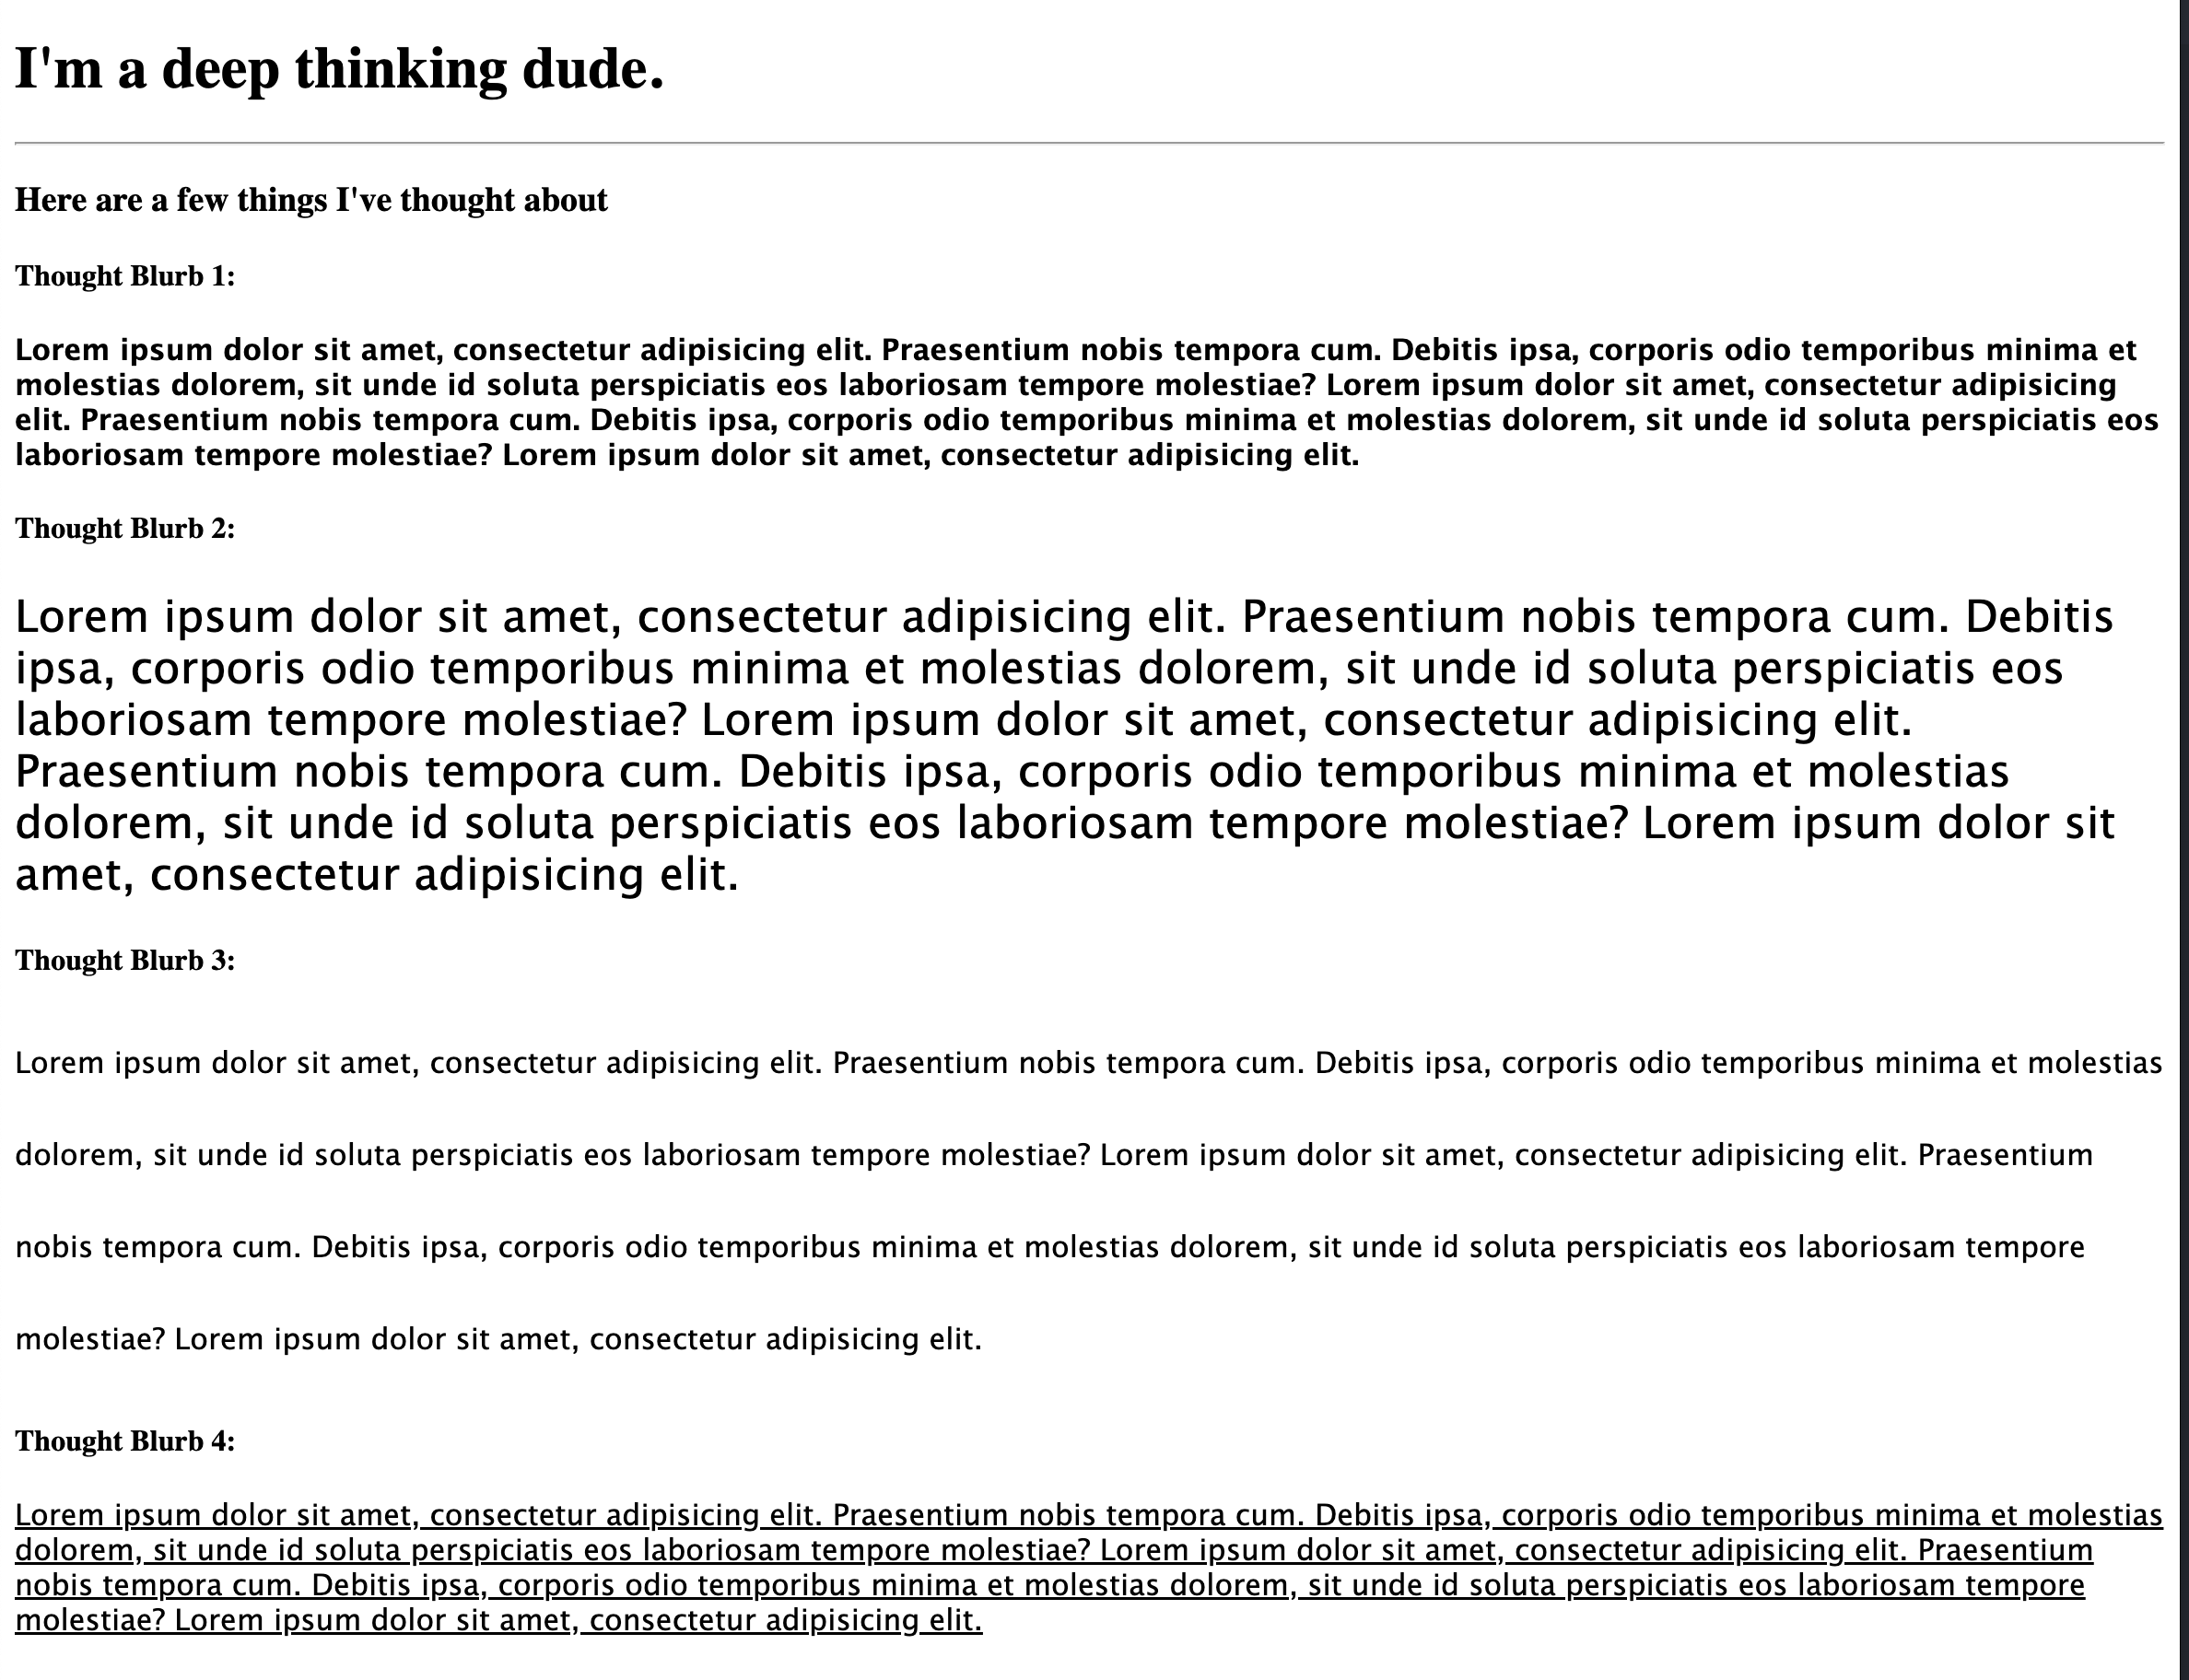 I'm a deep thinking dude.
Here are a few things I've thought about
Thought Blurb 1:
Lorem ipsum dolor sit amet, consectetur adipisicing elit. Praesentium nobis tempora cum. Debitis ipsa, corporis odio temporibus minima et
molestias dolorem, sit unde id soluta perspiciatis eos laboriosam tempore molestiae? Lorem ipsum dolor sit amet, consectetur adipisicing
elit. Praesentium nobis tempora cum. Debitis ipsa, corporis odio temporibus minima et molestias dolorem, sit unde id soluta perspiciatis eos
laboriosam tempore molestiae? Lorem ipsum dolor sit amet, consectetur adipisicing elit.
Thought Blurb 2:
Lorem ipsum dolor sit amet, consectetur adipisicing elit. Praesentium nobis tempora cum. Debitis
ipsa, corporis odio temporibus minima et molestias dolorem, sit unde id soluta perspiciatis eos
laboriosam tempore molestiae? Lorem ipsum dolor sit amet, consectetur adipisicing elit.
Praesentium nobis tempora cum. Debitis ipsa, corporis odio temporibus minima et molestias
dolorem, sit unde id soluta perspiciatis eos laboriosam tempore molestiae? Lorem ipsum dolor sit
amet, consectetur adipisicing elit.
Thought Blurb 3:
Lorem ipsum dolor sit amet, consectetur adipisicing elit. Praesentium nobis tempora cum. Debitis ipsa, corporis odio temporibus minima et molestias
dolorem, sit unde id soluta perspiciatis eos laboriosam tempore molestiae? Lorem ipsum dolor sit amet, consectetur adipisicing elit. Praesentium
nobis tempora cum. Debitis ipsa, corporis odio temporibus minima et molestias dolorem, sit unde id soluta perspiciatis eos laboriosam tempore
molestiae? Lorem ipsum dolor sit amet, consectetur adipisicing elit.
Thought Blurb 4:
Lorem ipsum dolor sit amet, consectetur adipisicing elit. Praesentium nobis tempora cum. Debitis ipsa, corporis odio temporibus minima et molestias
dolorem, sit unde id soluta perspiciatis eos laboriosam tempore molestiae? Lorem ipsum dolor sit amet, consectetur adipisicing elit. Praesentium
nobis tempora cum. Debitis ipsa, corporis odio temporibus minima et molestias dolorem, sit unde id soluta perspiciatis eos laboriosam tempore
molestiae? Lorem ipsum dolor sit amet, consectetur adipisicing elit.